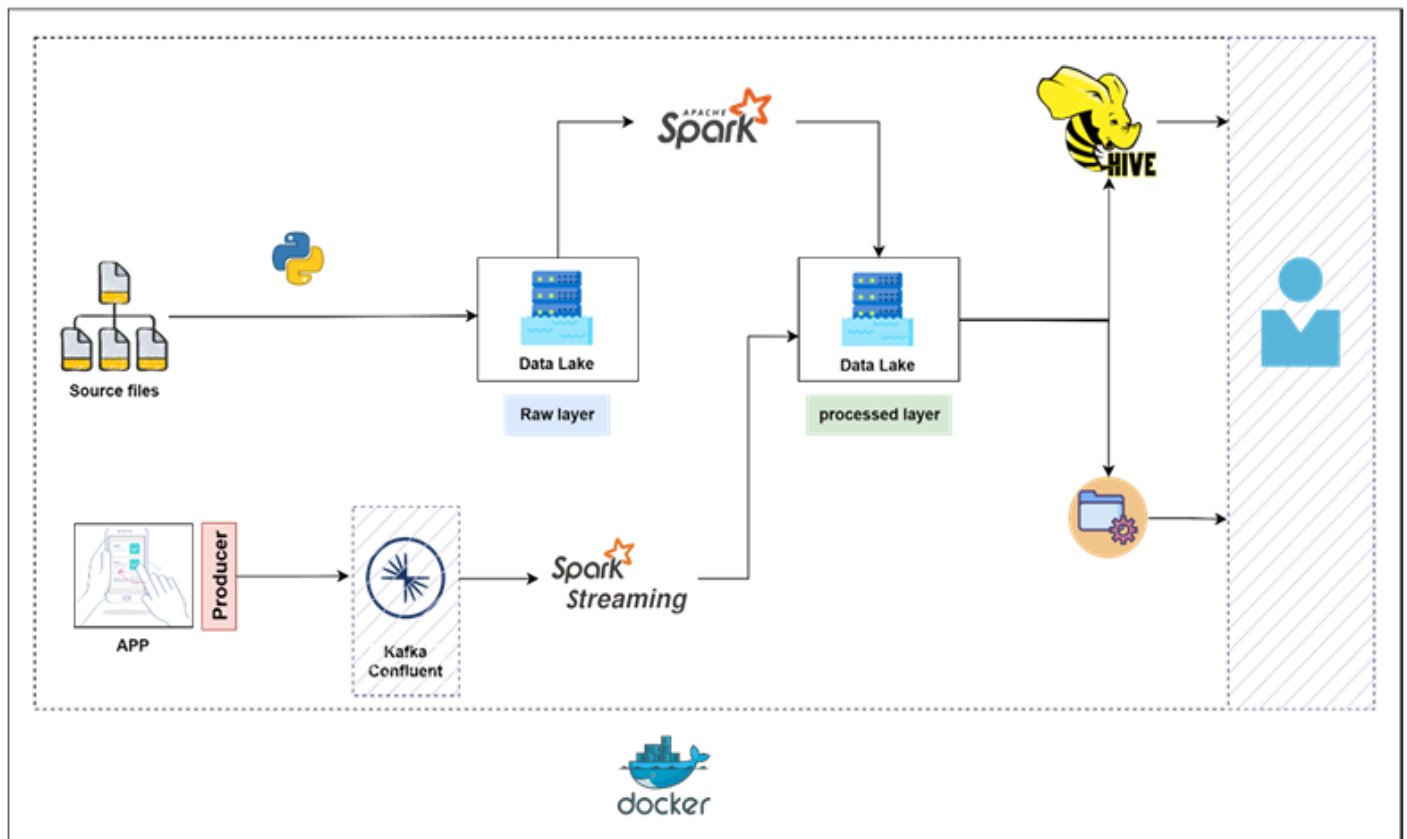 APACHE
Spark
HIVE
Source files
Data Lake
Data Lake
Raw layer
processed layer
Producer
APP
Kafka
Confluent
Spark
Streaming
docker